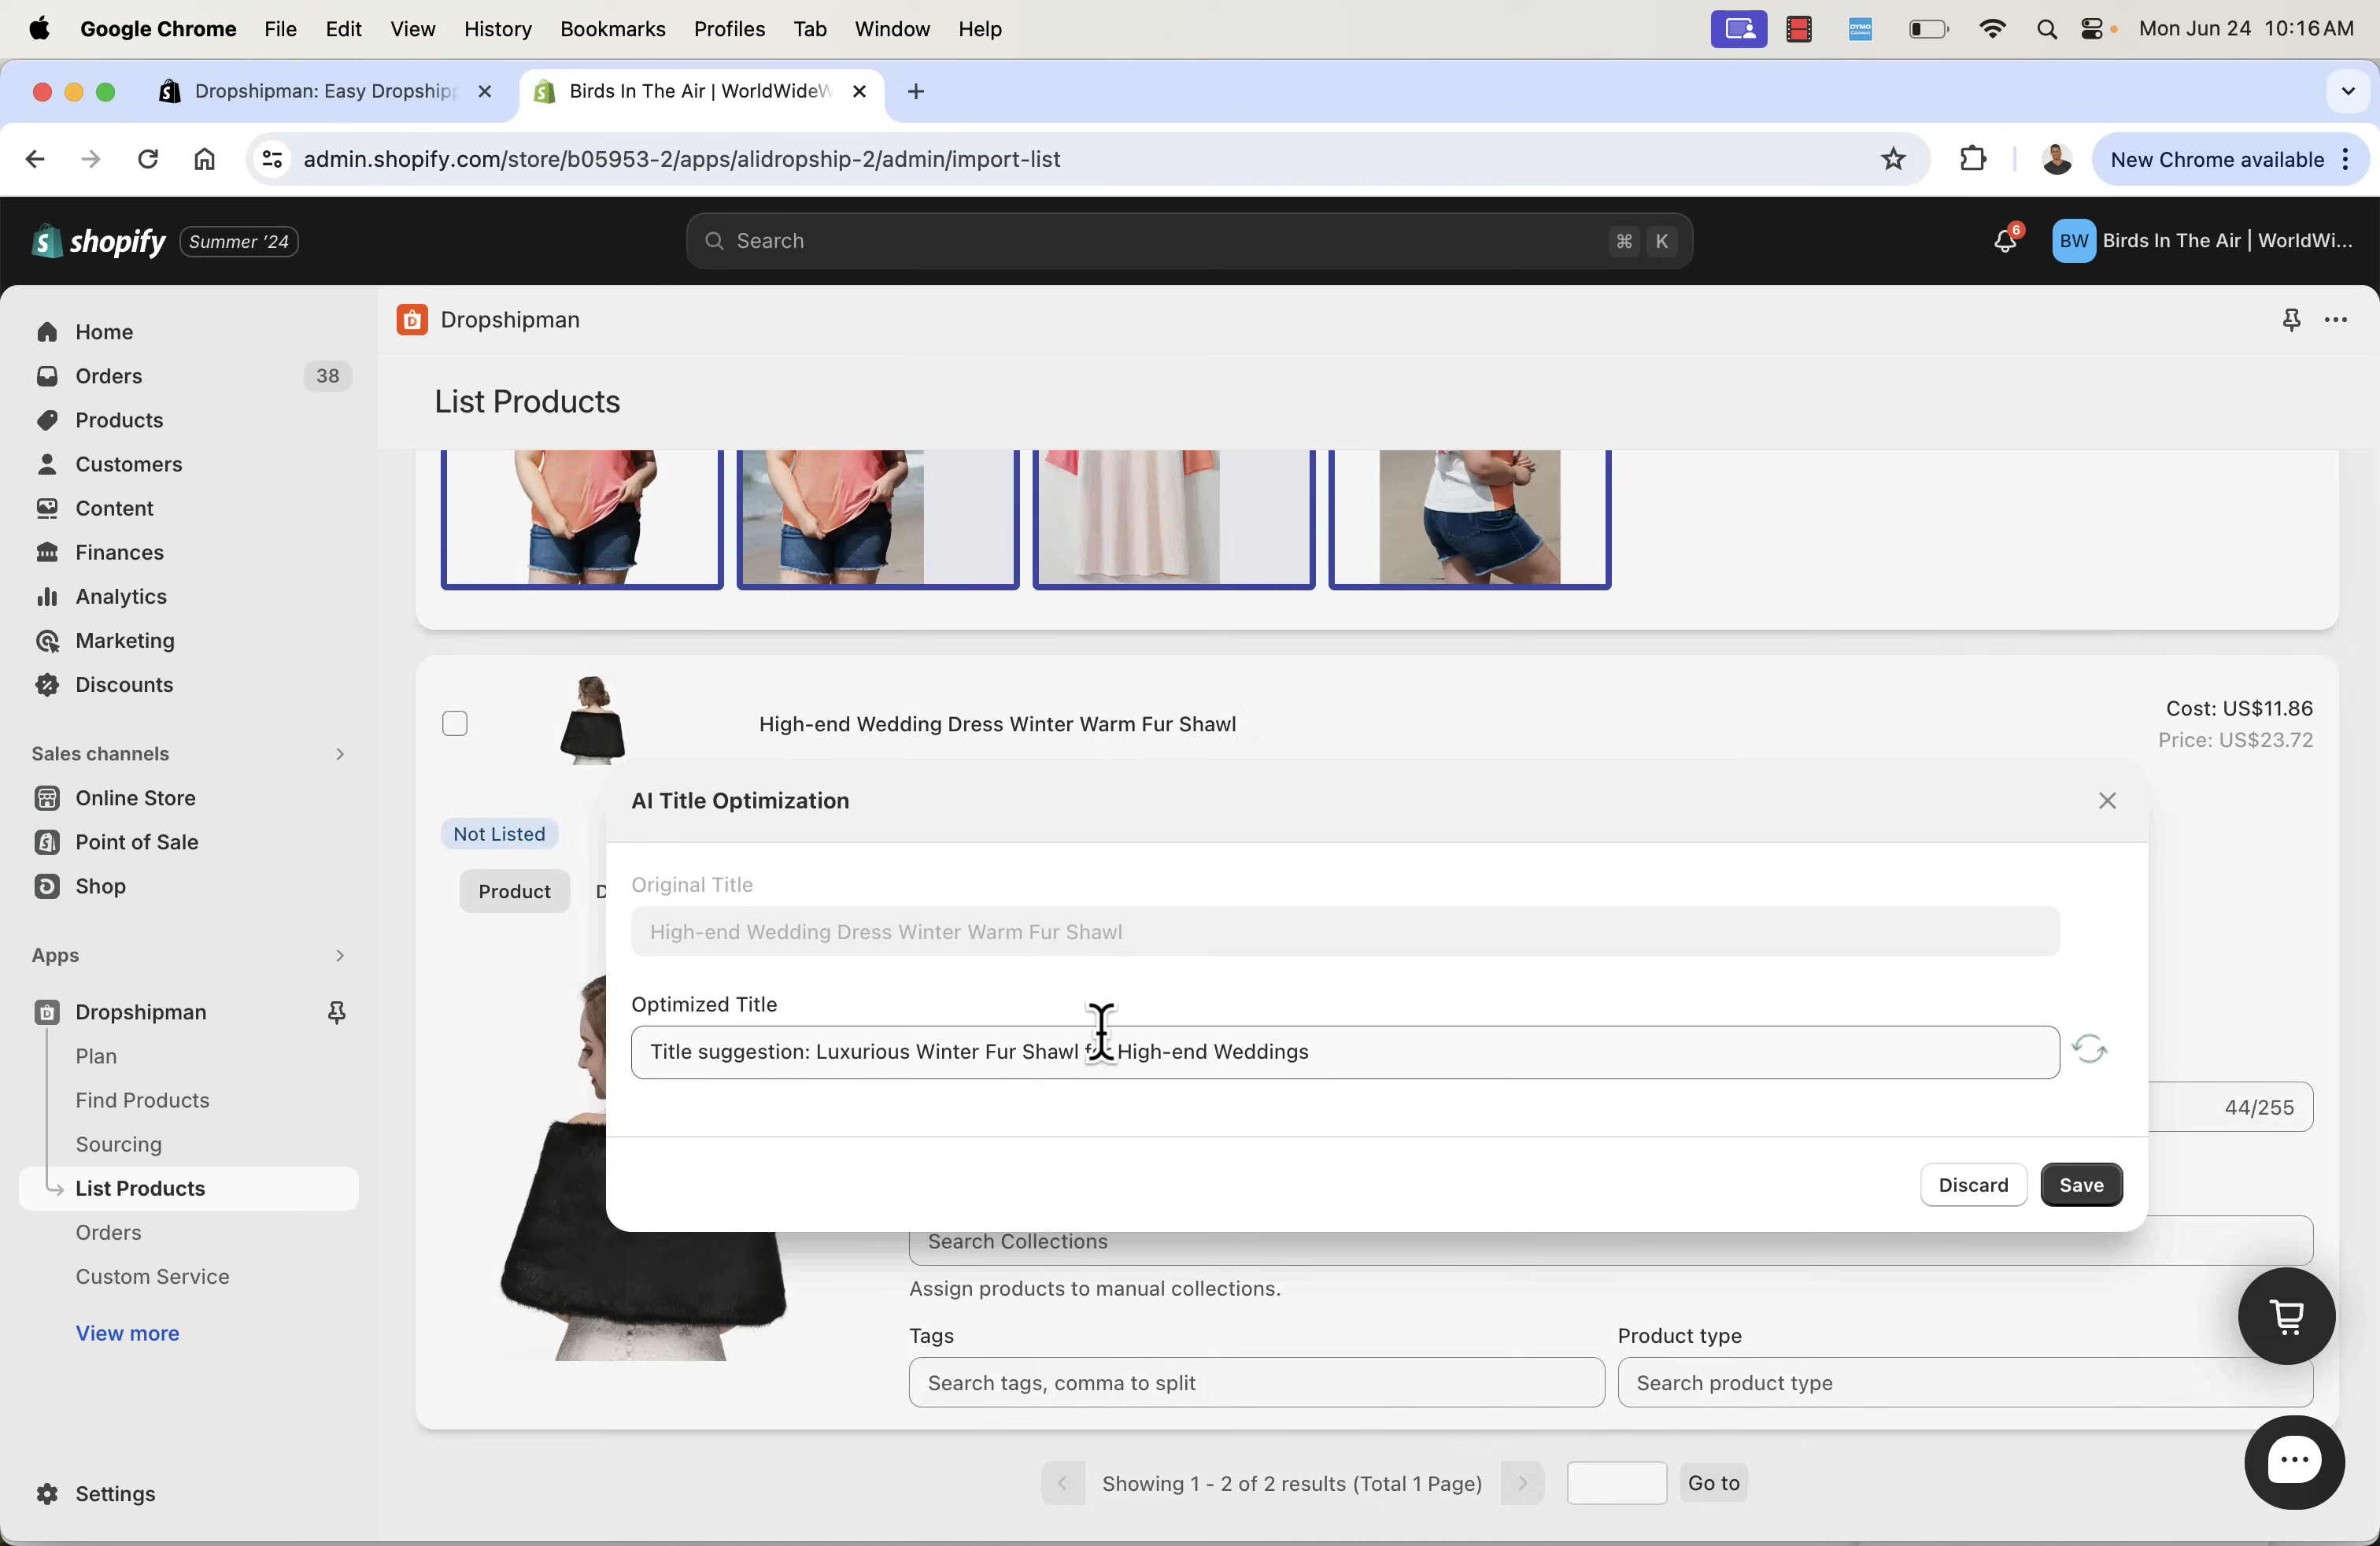 Google Chrome File Edit View History Bookmarks Profiles Tab Window Help
DYMO
Connect
Mon Jun 24 10:16 AM
Dropshipman: Easy Dropship
Birds In The Air | WorldWide
admin.shopify.com/store/b05953-2/apps/alidropship-2/admin/import-list
New Chrome available
shopify
Summer '24
Search
⌘ K
6
BW
Birds In The Air | WorldWi...
Home
Orders
38
Products
Customers
Content
Finances
Analytics
Marketing
Discounts
Sales channels
Online Store
Point of Sale
Shop
Apps
Dropshipman
Plan
Find Products
Sourcing
List Products
Orders
Custom Service
View more
Settings
Dropshipman
List Products
High-end Wedding Dress Winter Warm Fur Shawl
Cost: US$11.86
Price: US$23.72
Not Listed
Product
D
AI Title Optimization
Original Title
High-end Wedding Dress Winter Warm Fur Shawl
Optimized Title
Title suggestion: Luxurious Winter Fur Shawl for High-end Weddings
44/255
Discard
Save
Search Collections
Assign products to manual collections.
Tags
Product type
Search tags, comma to split
Search product type
Showing 1 - 2 of 2 results (Total 1 Page)
Go to